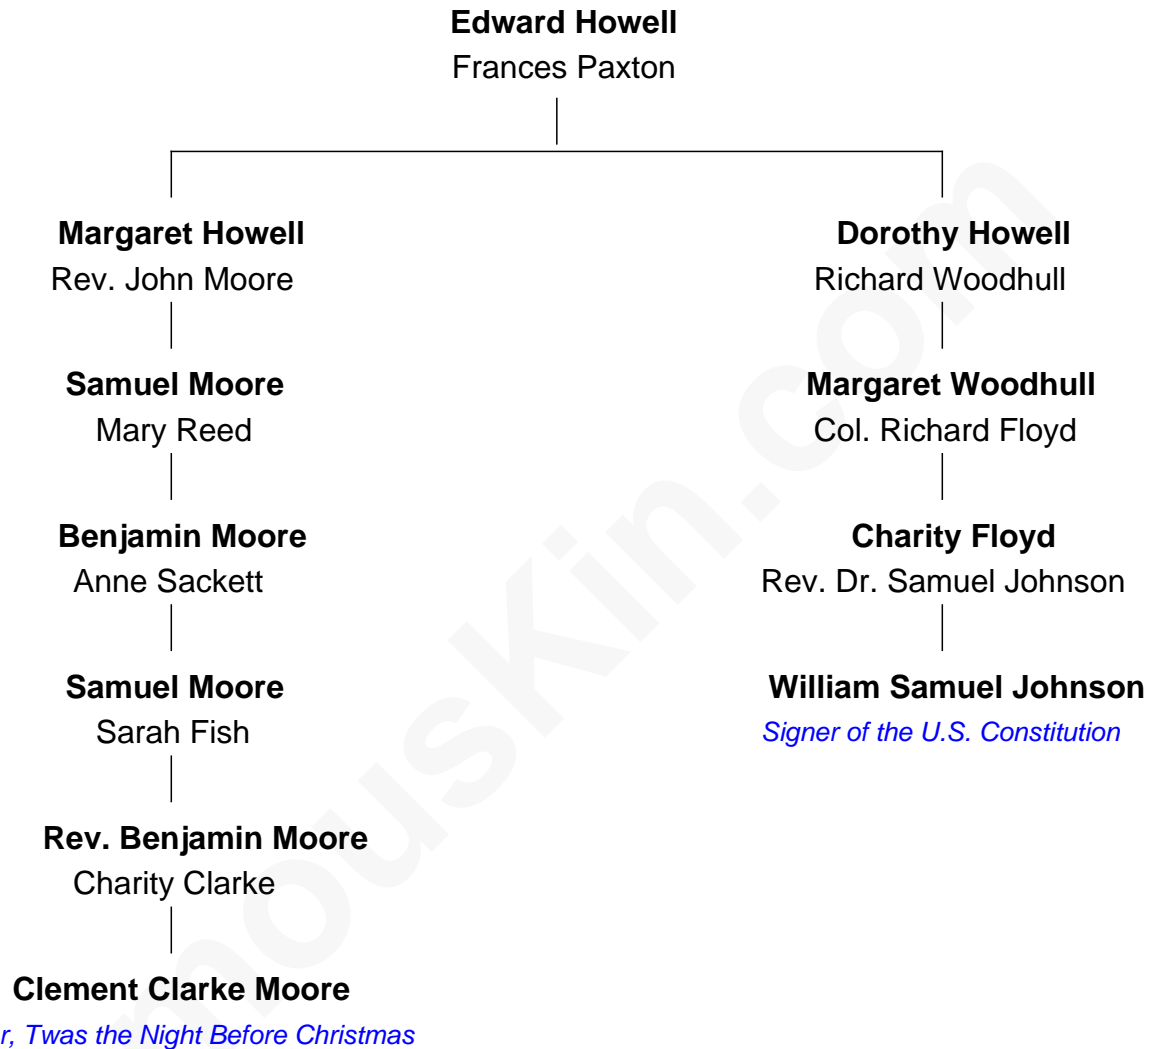 Edward Howell
Frances Paxton
Margaret Howell
Rev. John Moore
Dorothy Howell
Richard Woodhull
Samuel Moore
Mary Reed
Margaret Woodhull
Col. Richard Floyd
Benjamin Moore
Anne Sackett
Charity Floyd
Rev. Dr. Samuel Johnson
Samuel Moore
Sarah Fish
William Samuel Johnson
Signer of the U.S. Constitution
Rev. Benjamin Moore
Charity Clarke
Clement Clarke Moore
r, Twas the Night Before Christmas
mousKin.com